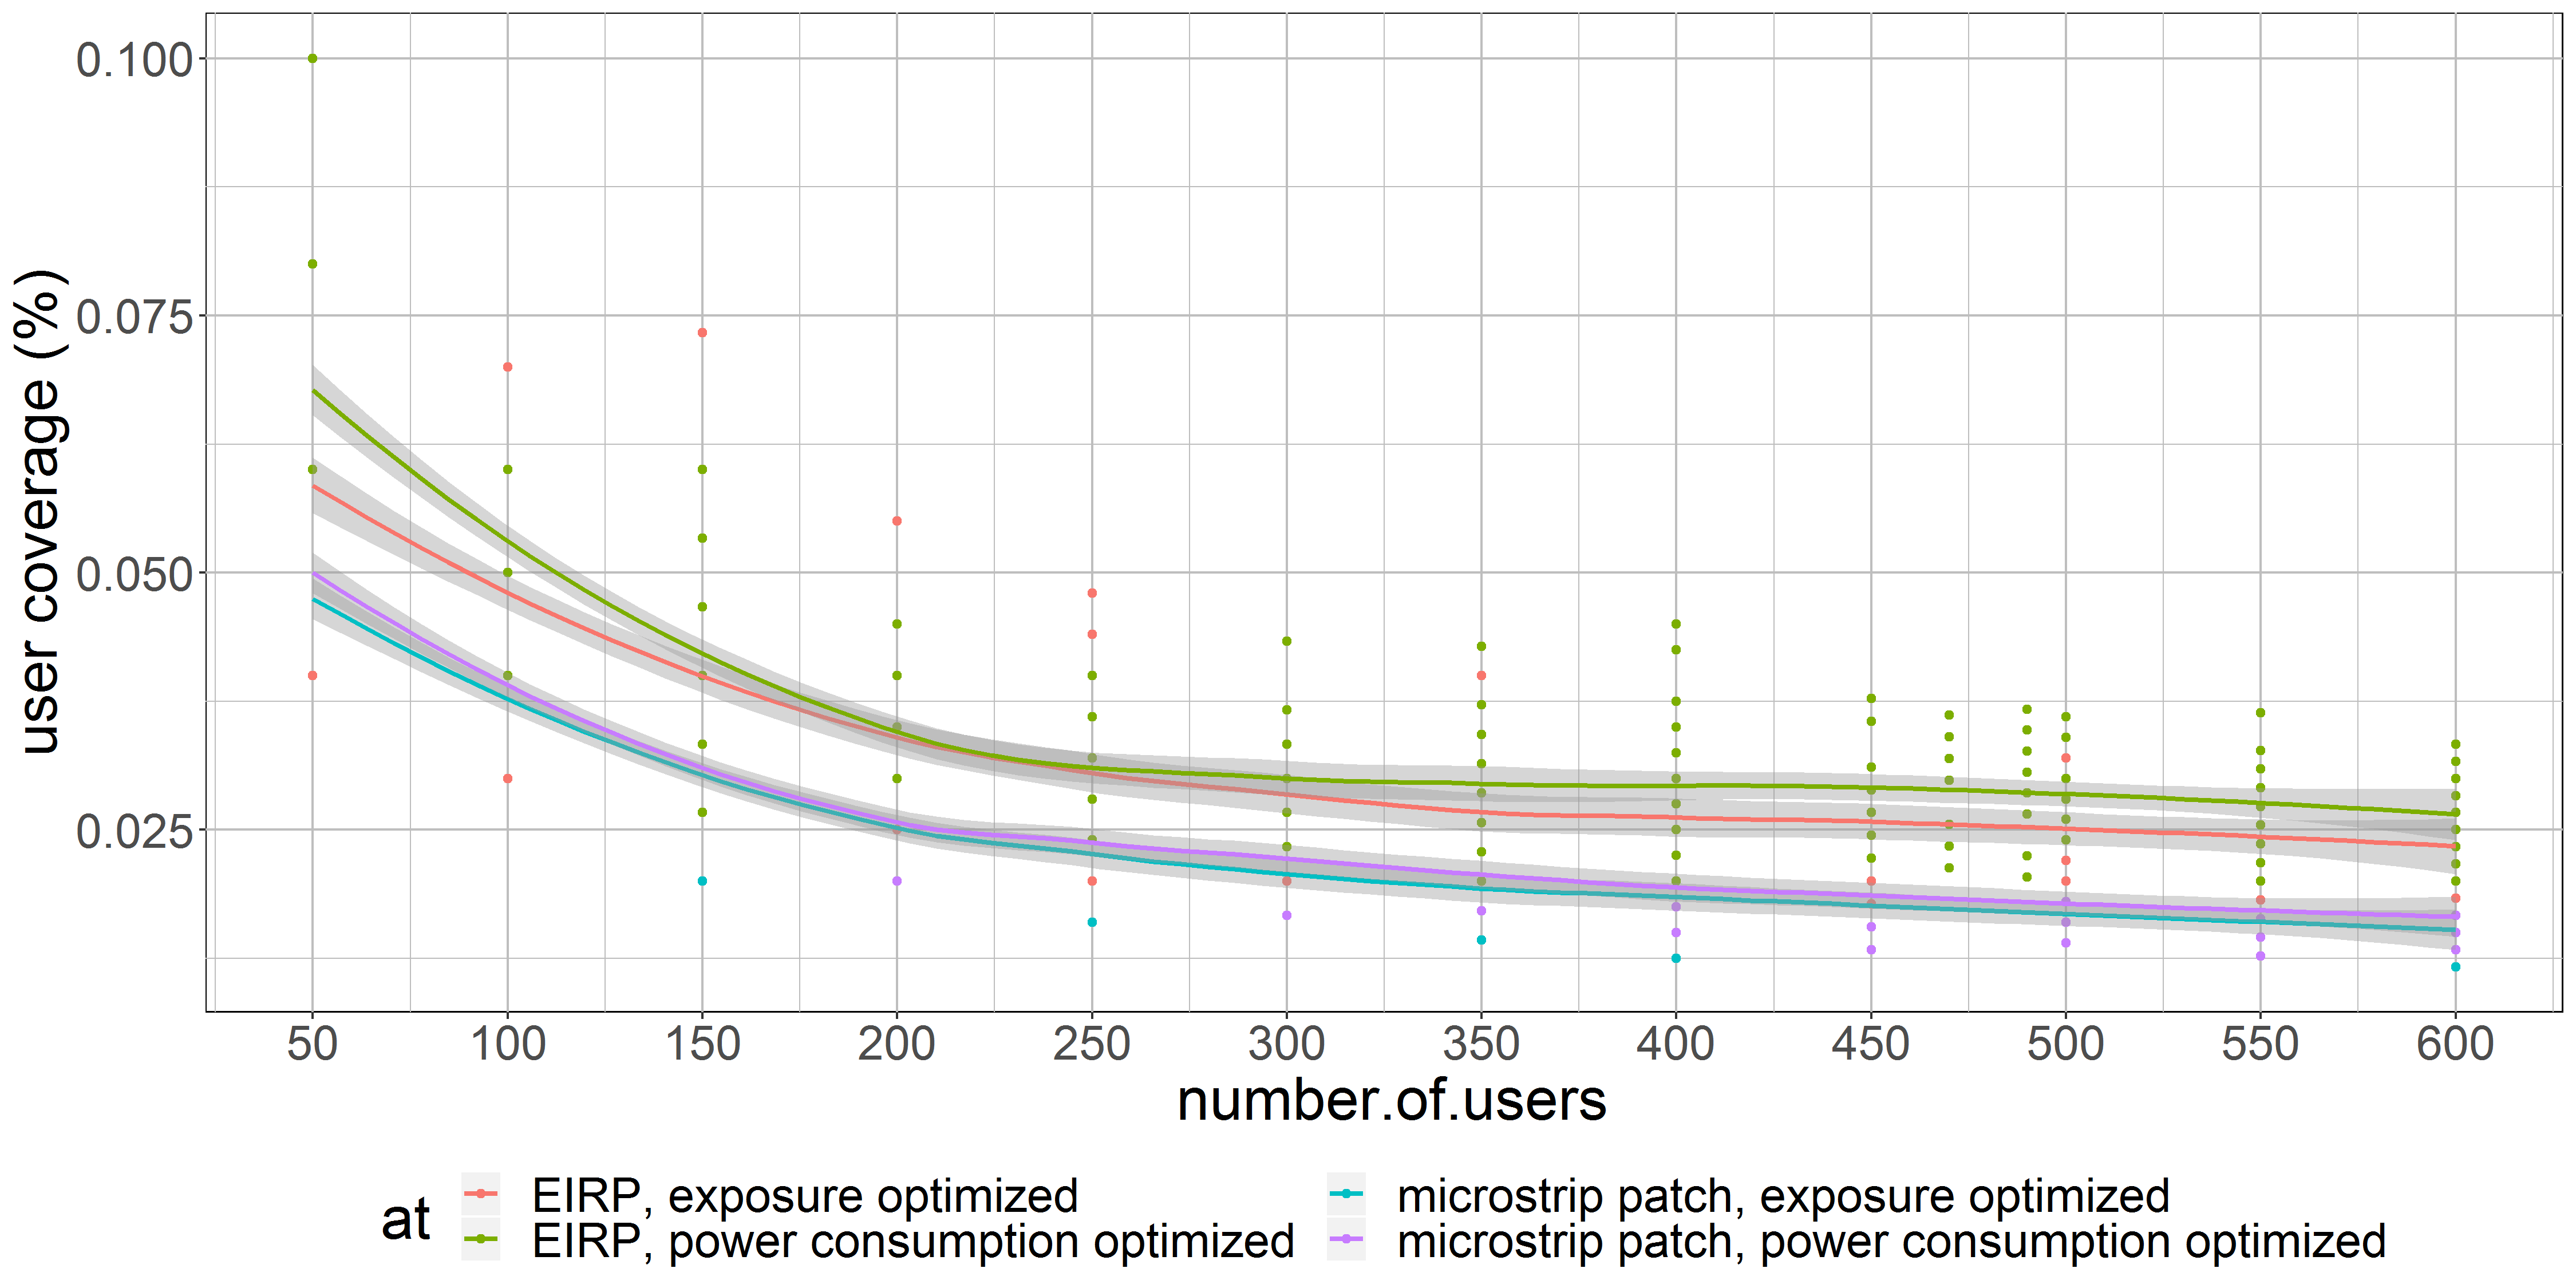 user coverage (%)
0.100
0.075
0.050
0.025
50 100 150 200 250 300 350 400 450 500 550 600
number.of.users
at
EIRP, exposure optimized
EIRP, power consumption optimized
microstrip patch, exposure optimized
microstrip patch, power consumption optimized